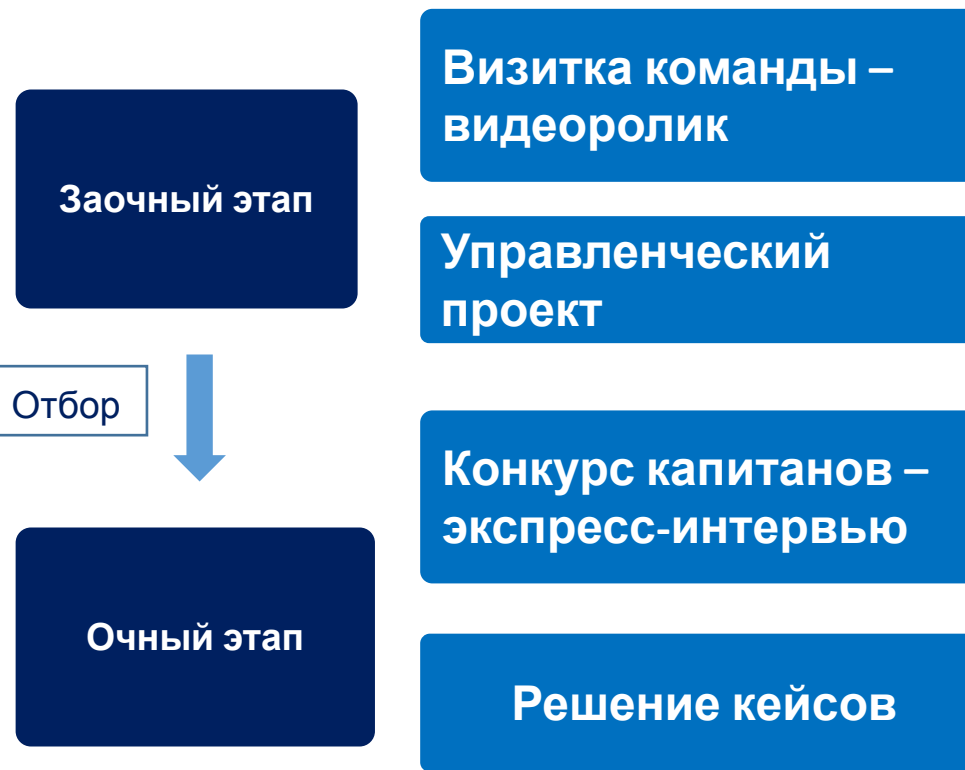 Визитка команды –
видеоролик
Заочный этап
Управленческий
проект
Отбор
Конкурс капитанов –
экспресс-интервью
Очный этап
Решение кейсов